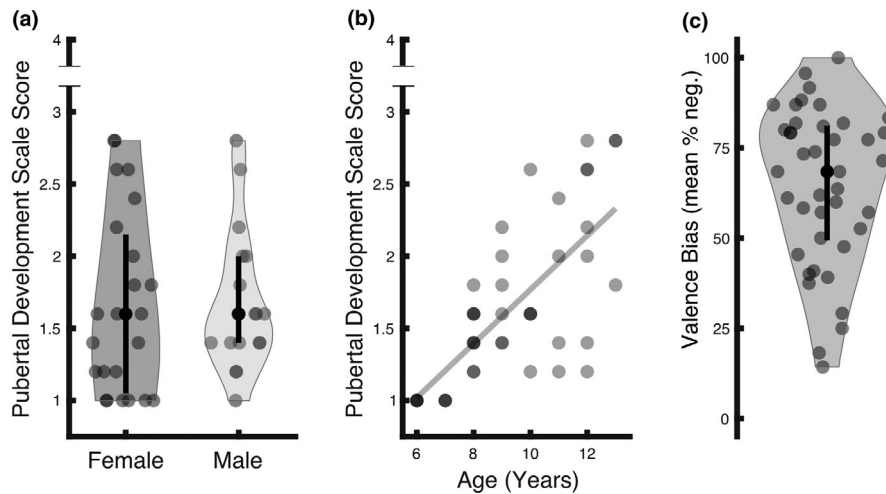 (a)
Pubertal Development Scale Score
4
3
2.5
2
1.5
1
Female
Male
(b)
Pubertal Development Scale Score
4
3
2.5
2
1.5
1
6
8
10
12
Age (Years)
(c)
Valence Bias (mean % neg.)
100
75
50
25
0